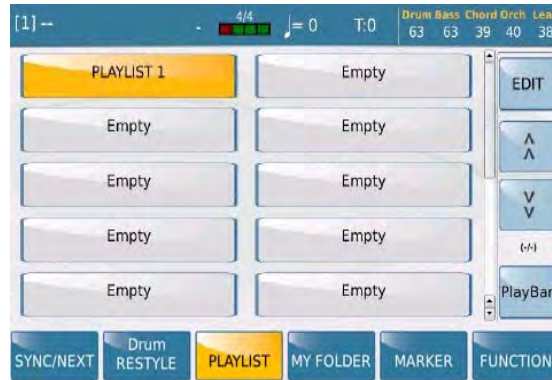 [1] --
- 4/4 ♩= 0 T:0
Drum Bass Chord Orch Lea
63 63 39 40 38
PLAYLIST 1 Empty
Empty Empty
Empty Empty
Empty Empty
Empty Empty
EDIT
(-/-)
PlayBar
SYNC/NEXT Drum RESTYLE PLAYLIST MY FOLDER MARKER FUNCTION